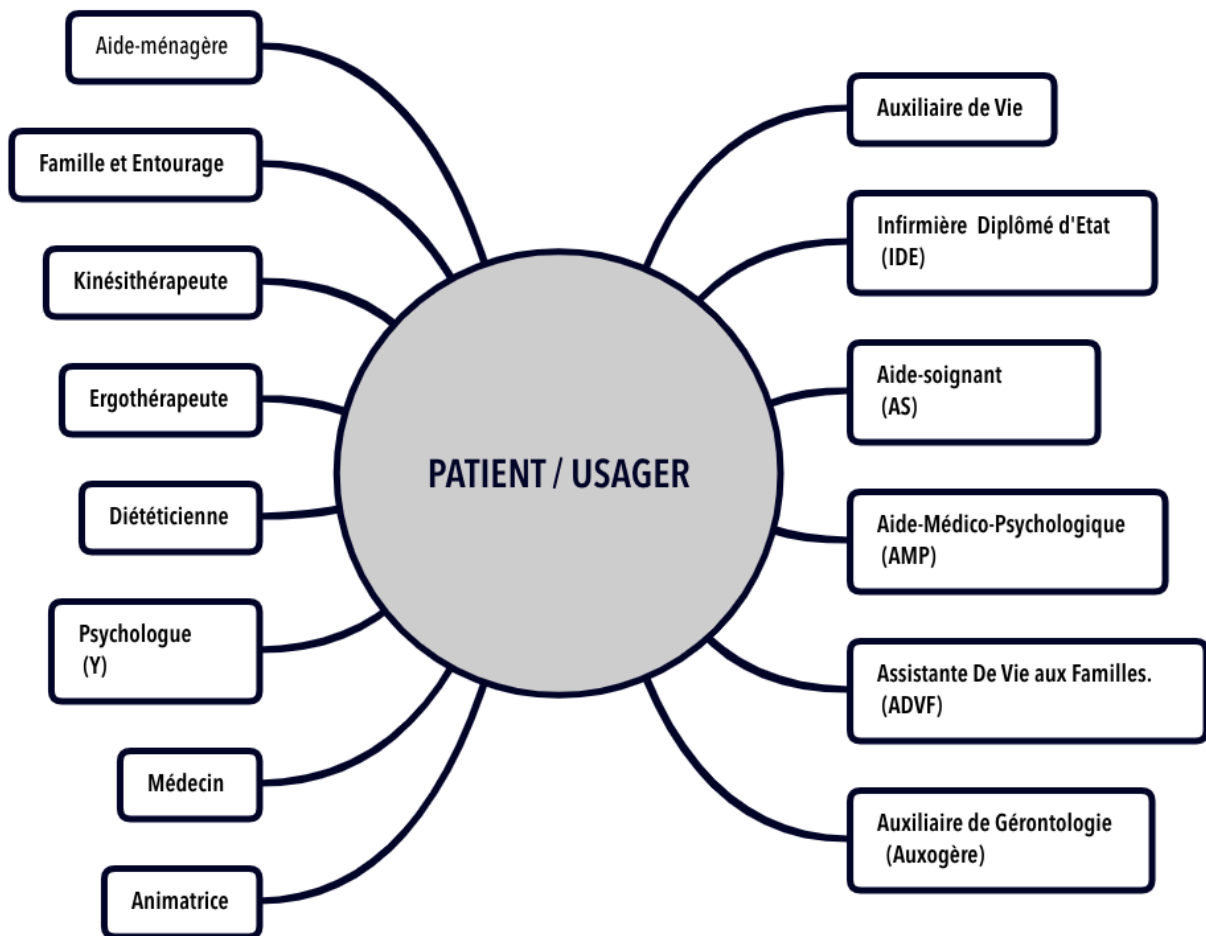 Aide-ménagère
Famille et Entourage
Kinésithérapeute
Ergothérapeute
Diététicienne
Psychologue
(Y)
Médecin
Animatrice
PATIENT / USAGER
Auxiliaire de Vie
Infirmière Diplômé d'Etat
(IDE)
Aide-soignant
(AS)
Aide-Médico-Psychologique
(AMP)
Assistante De Vie aux Familles.
(ADVF)
Auxiliaire de Gérontologie
(Auxogère)